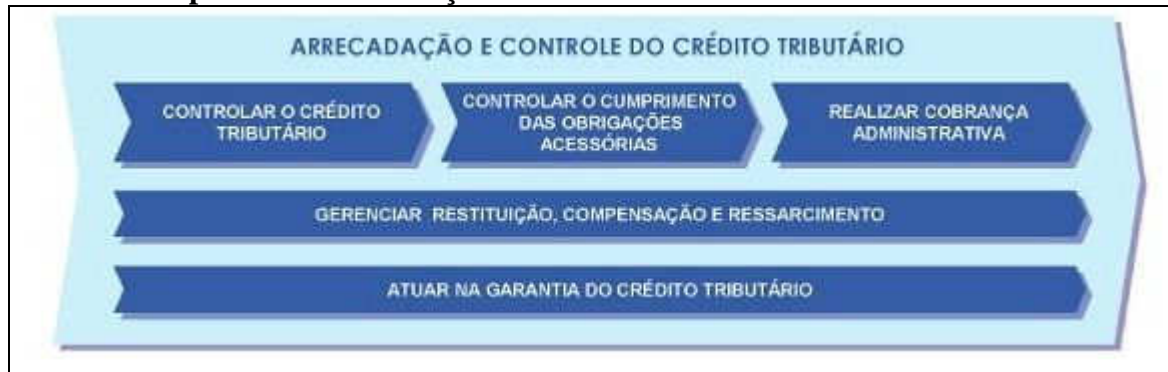 ARRECADAÇÃO E CONTROLE DO CRÉDITO TRIBUTÁRIO
CONTROLAR O CRÉDITO
TRIBUTÁRIO
CONTROLAR O CUMPRIMENTO
DAS OBRIGAÇÕES
ACESSÓRIAS
REALIZAR COBRANÇA
ADMINISTRATIVA
GERENCIAR RESTITUIÇÃO, COMPENSAÇÃO E RESSARCIMENTO
ATUAR NA GARANTIA DO CRÉDITO TRIBUTÁRIO